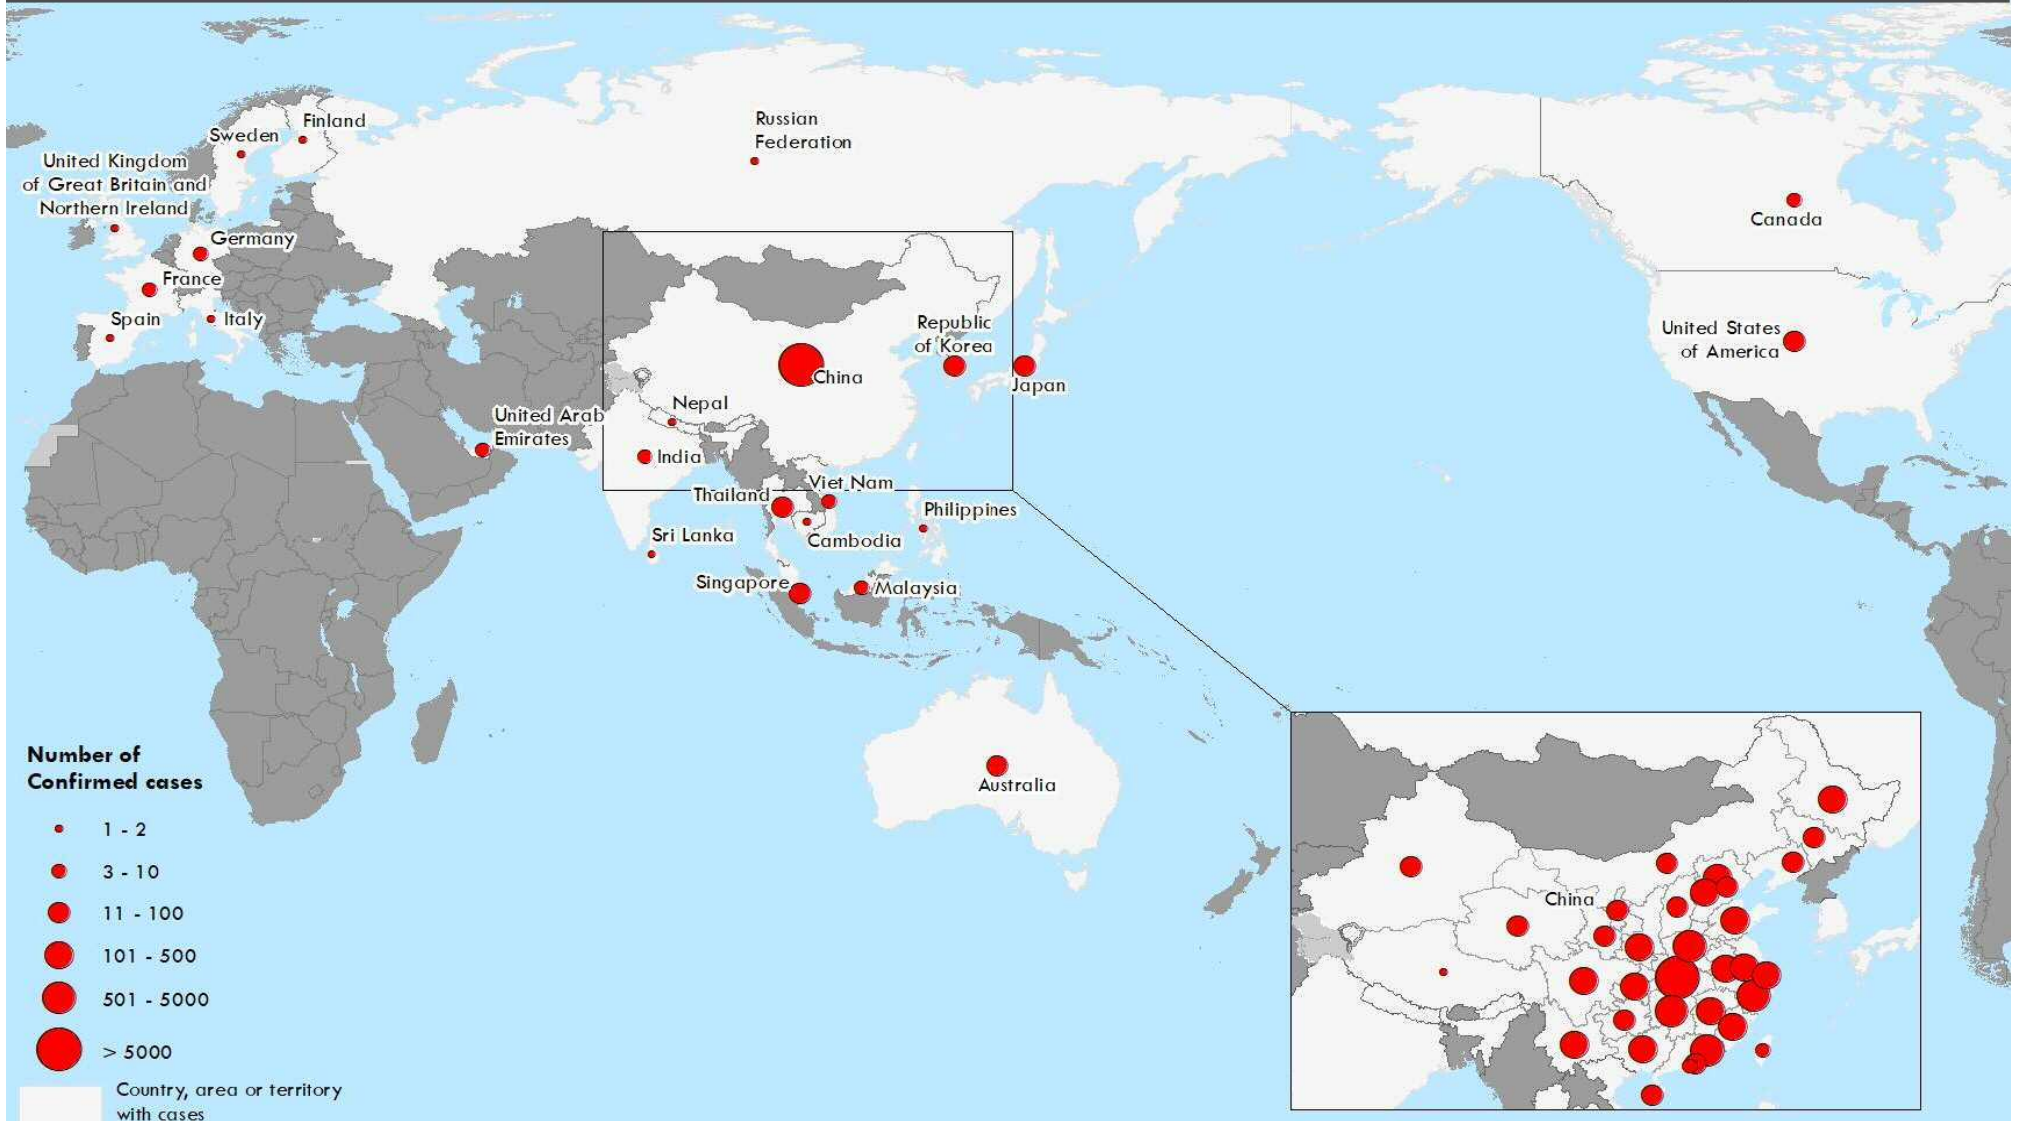 Finland
Sweden
Russian
Federation
United Kingdom
of Great Britain and
Northern Ireland
Germany
France
Spain
Italy
Canada
United States
of America
Republic
of Korea
China
Japan
Nepal
United Arab
Emirates
India
Viet Nam
Thailand
Philippines
Sri Lanka
Cambodia
Singapore
Malaysia
Australia
Number of
Confirmed cases
1 - 2
3 - 10
11 - 100
101 - 500
501 - 5000
> 5000
Country, area or territory
with cases
China